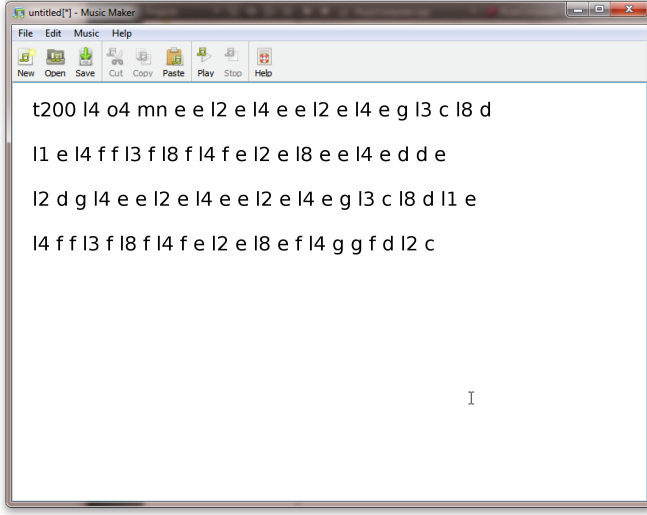 untitled[*] - Music Maker
File Edit Music Help
New Open Save Cut Copy Paste Play Stop Help
t200 l4 o4 mn e e l2 e l4 e e l2 e l4 e g l3 c l8 d
l1 e l4 f f l3 f l8 f l4 f e l2 e l8 e e l4 e d d e
l2 d g l4 e e l2 e l4 e e l2 e l4 e g l3 c l8 d l1 e
l4 f f l3 f l8 f l4 f e l2 e l8 e f l4 g g f d l2 c